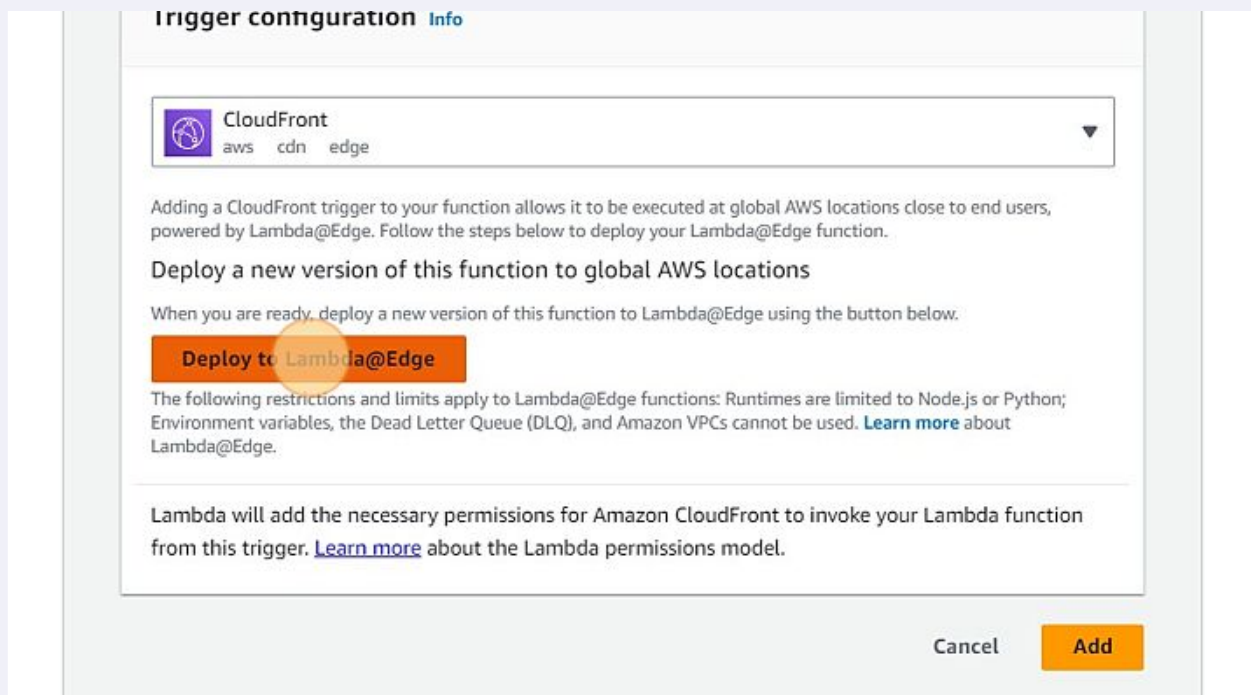 Trigger configuration Info
CloudFront
aws cdn edge
Adding a CloudFront trigger to your function allows it to be executed at global AWS locations close to end users,
powered by Lambda@Edge. Follow the steps below to deploy your Lambda@Edge function.
Deploy a new version of this function to global AWS locations
When you are ready, deploy a new version of this function to Lambda@Edge using the button below.
Deploy to Lambda@Edge
The following restrictions and limits apply to Lambda@Edge functions: Runtimes are limited to Node.js or Python;
Environment variables, the Dead Letter Queue (DLQ), and Amazon VPCs cannot be used. Learn more about
Lambda@Edge.
Lambda will add the necessary permissions for Amazon CloudFront to invoke your Lambda function
from this trigger. Learn more about the Lambda permissions model.
Cancel Add